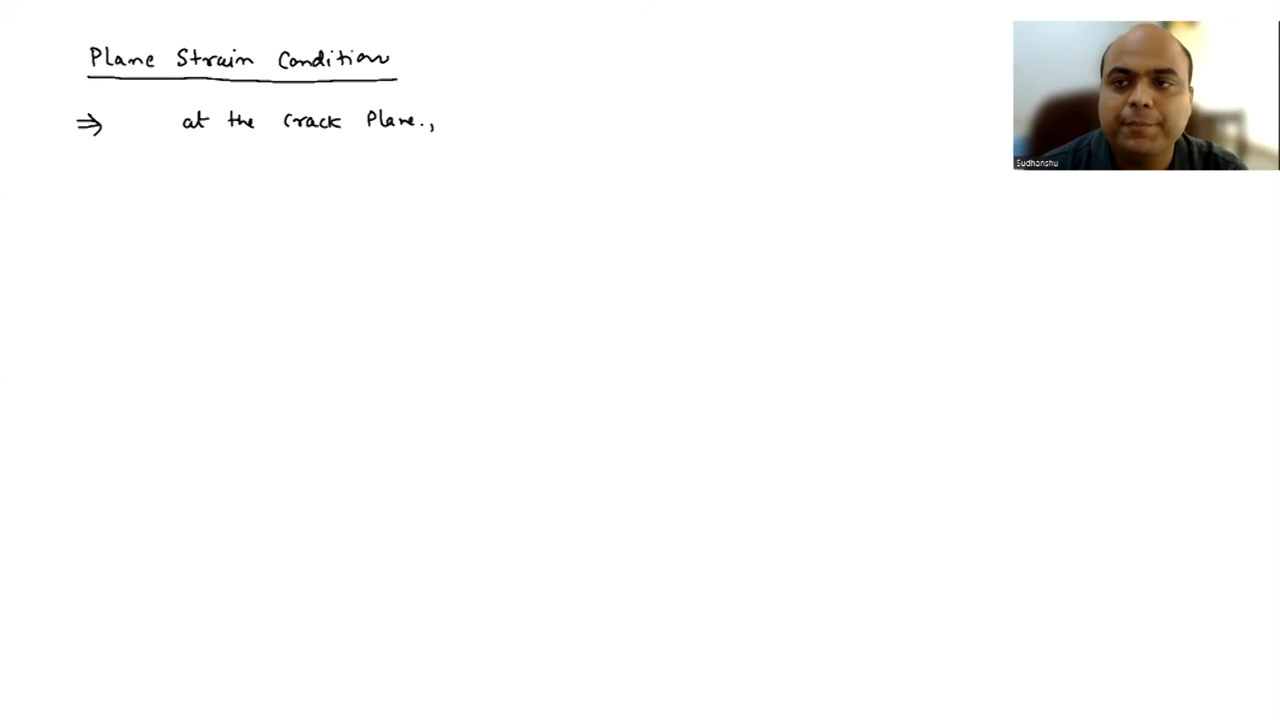 Plane Strain Condition
⇒ at the crack Plane.,
Sudhanshu